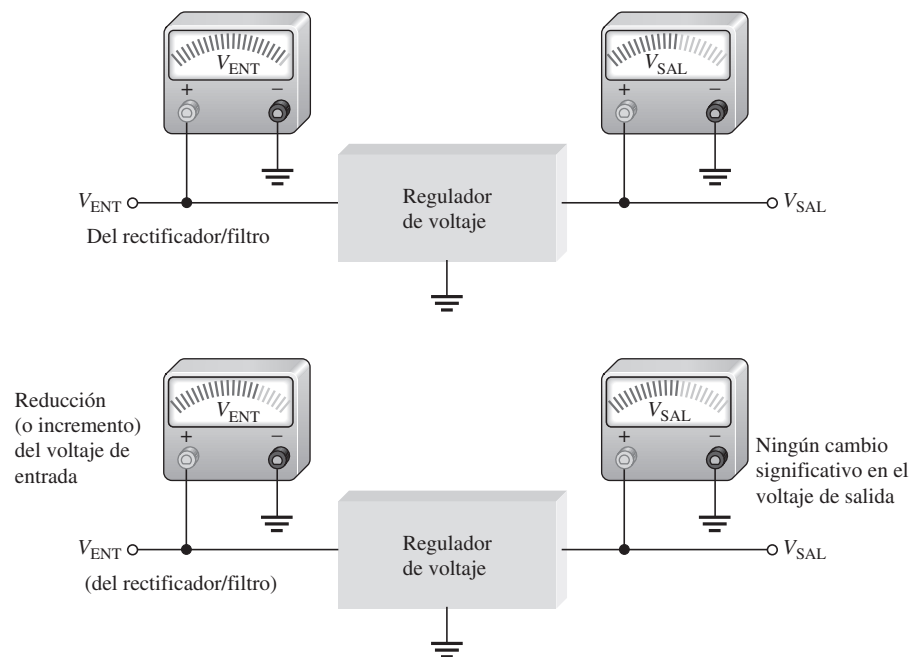 V_ENT
+ −
V_SAL
+ −
V_ENT
Regulador
de voltaje
V_SAL
Del rectificador/filtro
Reducción
(o incremento)
del voltaje de
entrada
V_ENT
+ −
V_SAL
+ −
Ningún cambio
significativo en el
voltaje de salida
V_ENT
Regulador
de voltaje
V_SAL
(del rectificador/filtro)